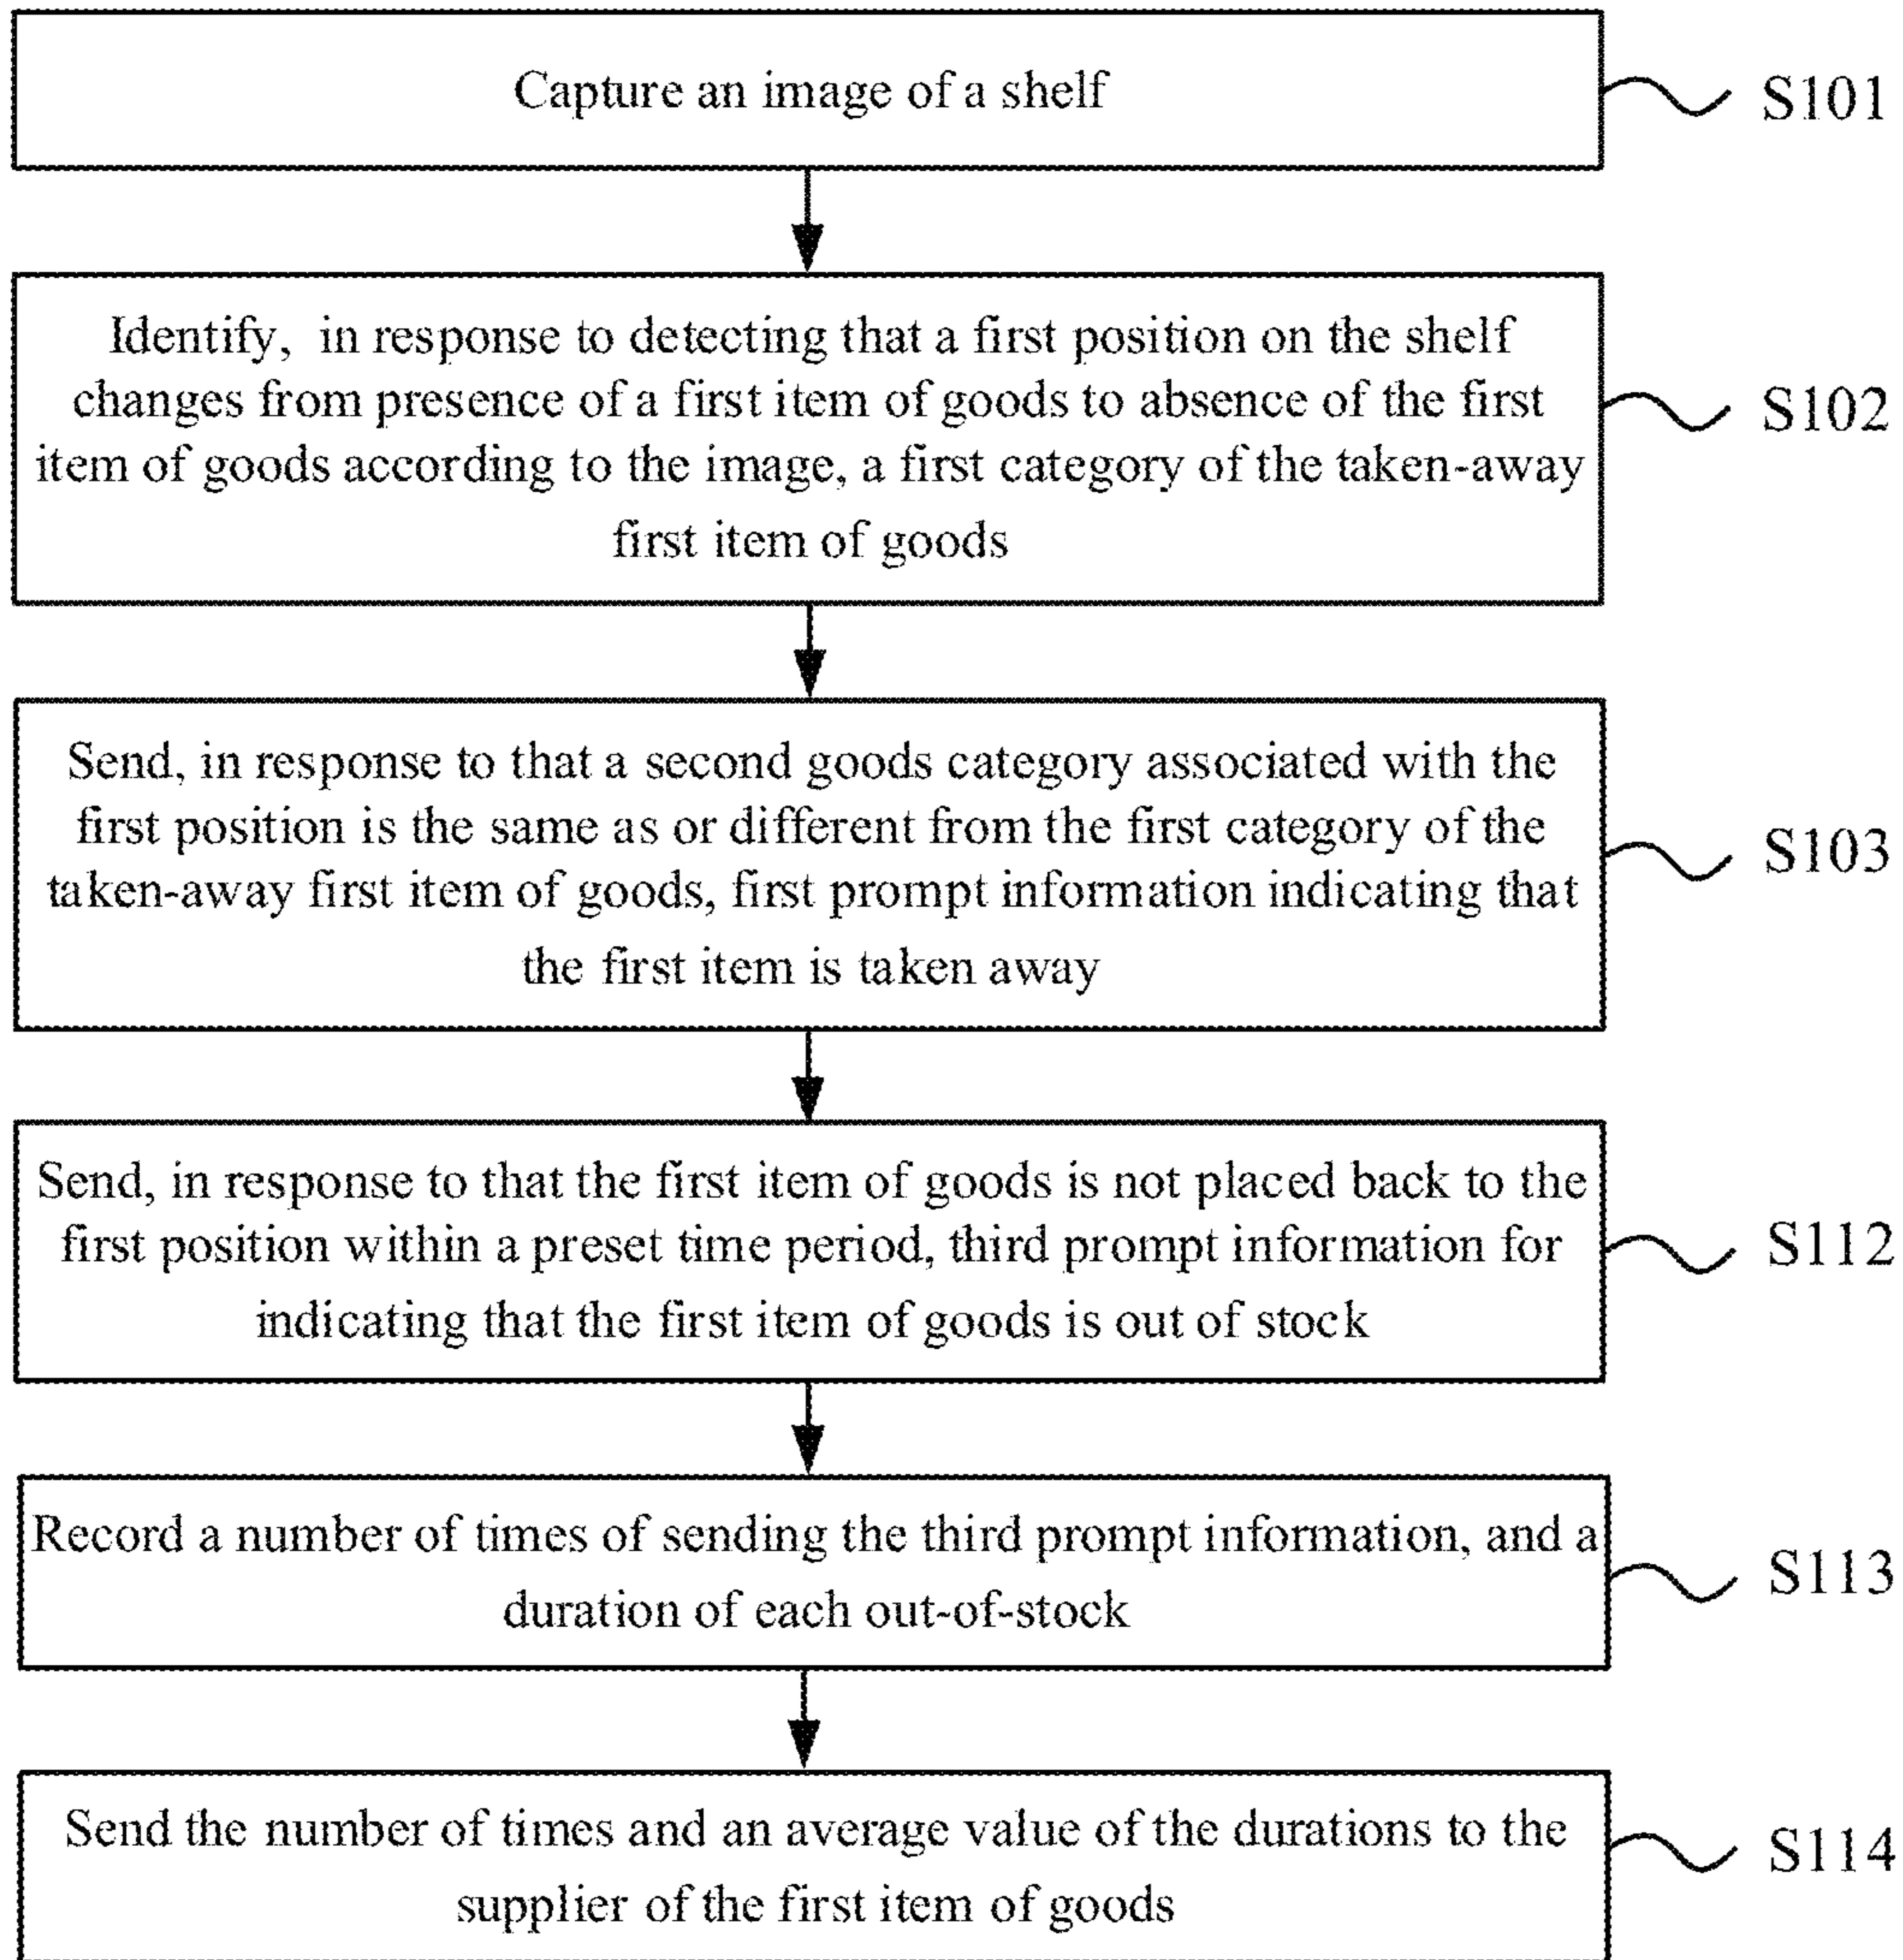 Capture an image of a shelf
S101
Identify, in response to detecting that a first position on the shelf
changes from presence of a first item of goods to absence of the first
item of goods according to the image, a first category of the taken-away
first item of goods
S102
Send, in response to that a second goods category associated with the
first position is the same as or different from the first category of the
taken-away first item of goods, first prompt information indicating that
the first item is taken away
S103
Send, in response to that the first item of goods is not placed back to the
first position within a preset time period, third prompt information for
indicating that the first item of goods is out of stock
S112
Record a number of times of sending the third prompt information, and a
duration of each out-of-stock
S113
Send the number of times and an average value of the durations to the
supplier of the first item of goods
S114